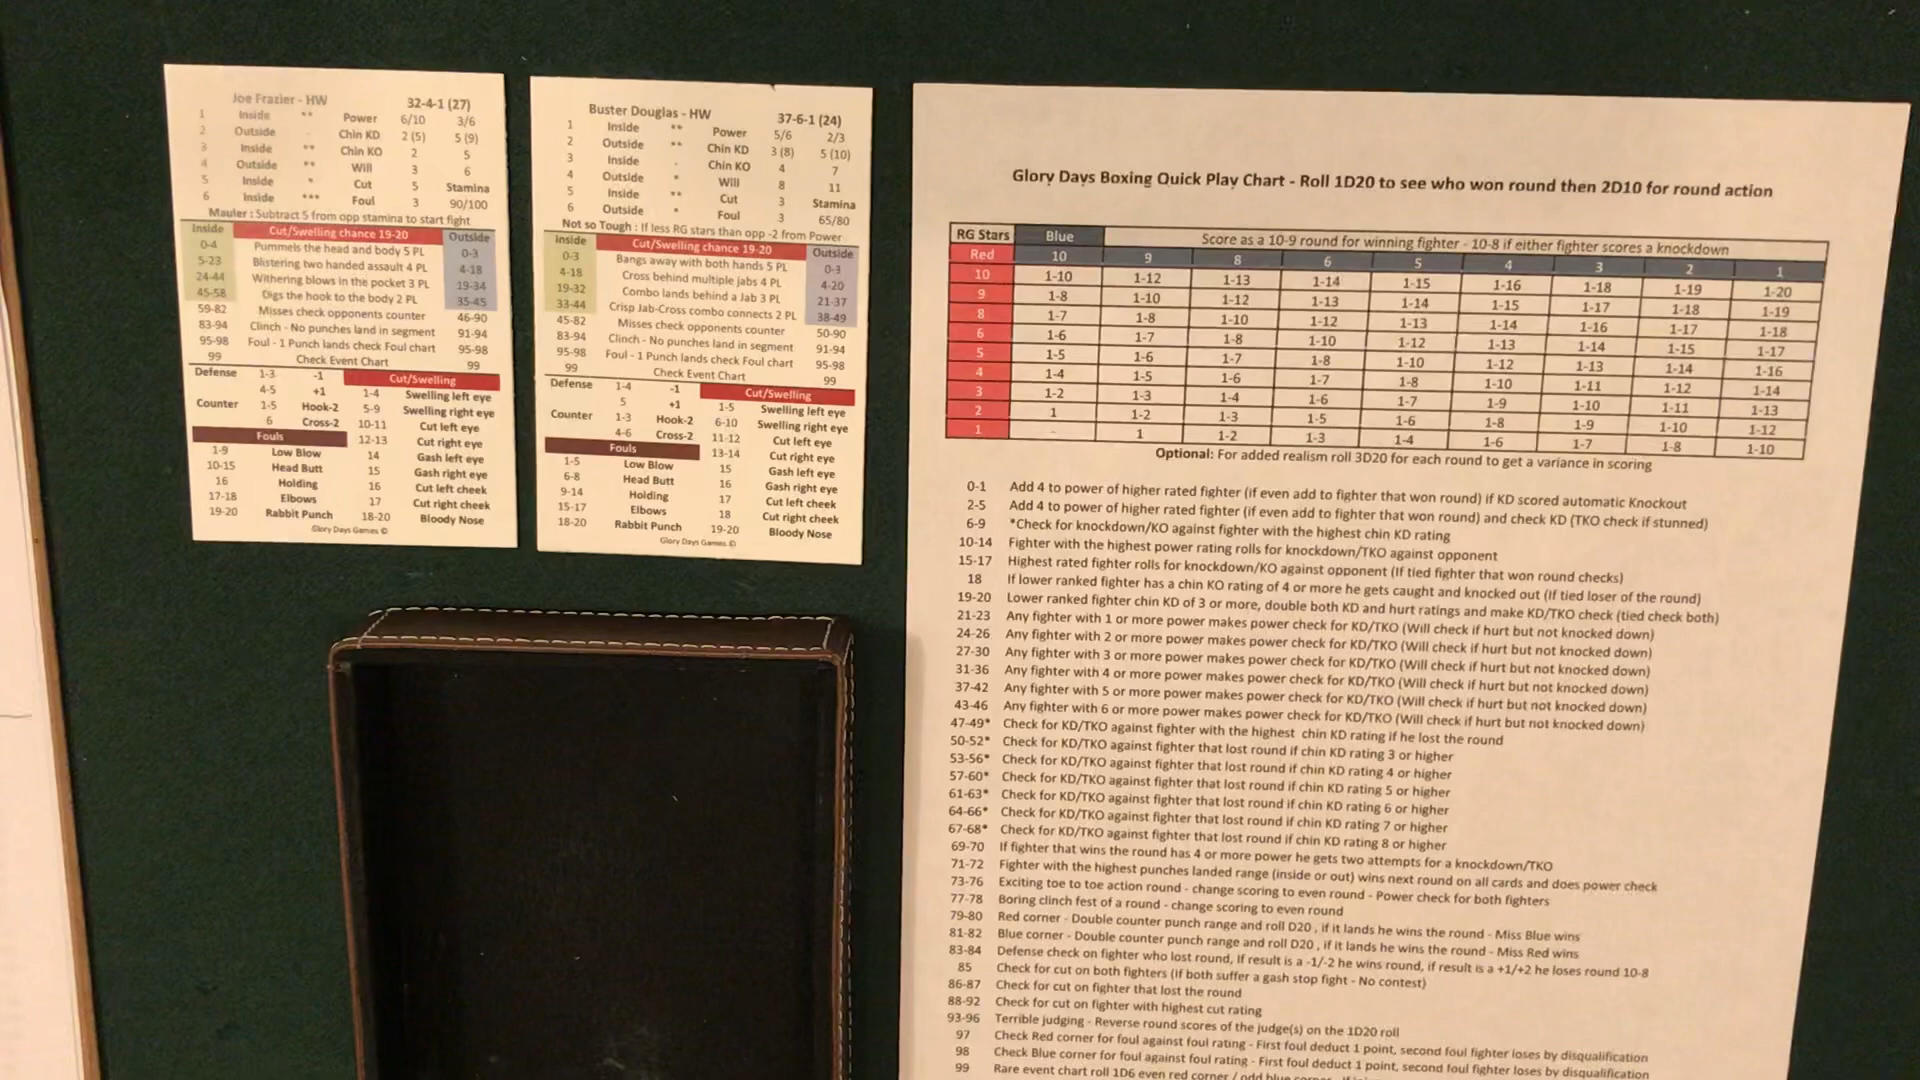 Joe Frazier - HW 32-4-1 (27)
1 Inside ** Power 6/10 3/6
2 Outside - Chin KD 2 (5) 5 (9)
3 Inside ** Chin KO 2 5
4 Outside ** Will 3 6
5 Inside * Cut 5 Stamina
6 Inside *** Foul 3 90/100
Mauler : Subtract 5 from opp stamina to start fight
Inside Cut/Swelling chance 19-20 Outside
0-4 Pummels the head and body 5 PL 0-3
5-23 Blistering two handed assault 4 PL 4-18
24-44 Withering blows in the pocket 3 PL 19-34
45-58 Digs the hook to the body 2 PL 35-45
59-82 Misses check opponents counter 46-90
83-94 Clinch - No punches land in segment 91-94
95-98 Foul - 1 Punch lands check Foul chart 95-98
99 Check Event Chart 99
Defense 1-3 -1 Cut/Swelling
4-5 +1 1-4 Swelling left eye
Counter 1-5 Hook-2 5-9 Swelling right eye
6 Cross-2 10-11 Cut left eye
Fouls 12-13 Cut right eye
1-9 Low Blow 14 Gash left eye
10-15 Head Butt 15 Gash right eye
16 Holding 16 Cut left cheek
17-18 Elbows 17 Cut right cheek
19-20 Rabbit Punch 18-20 Bloody Nose
Glory Days Games ©
Buster Douglas - HW 37-6-1 (24)
1 Inside ** Power 5/6 2/3
2 Outside ** Chin KD 3 (8) 5 (10)
3 Inside - Chin KO 4 7
4 Outside * Will 8 11
5 Inside ** Cut 3 Stamina
6 Outside * Foul 3 65/80
Not so Tough : If less RG stars than opp -2 from Power
Inside Cut/Swelling chance 19-20 Outside
0-3 Bangs away with both hands 5 PL 0-3
4-18 Cross behind multiple jabs 4 PL 4-20
19-32 Combo lands behind a Jab 3 PL 21-37
33-44 Crisp Jab-Cross combo connects 2 PL 38-49
45-82 Misses check opponents counter 50-90
83-94 Clinch - No punches land in segment 91-94
95-98 Foul - 1 Punch lands check Foul chart 95-98
99 Check Event Chart 99
Defense 1-4 -1 Cut/Swelling
5 +1 1-5 Swelling left eye
Counter 1-3 Hook-2 6-10 Swelling right eye
4-6 Cross-2 11-12 Cut left eye
Fouls 13-14 Cut right eye
1-5 Low Blow 15 Gash left eye
6-8 Head Butt 16 Gash right eye
9-14 Holding 17 Cut left cheek
15-17 Elbows 18 Cut right cheek
18-20 Rabbit Punch 19-20 Bloody Nose
Glory Days Games ©
Glory Days Boxing Quick Play Chart - Roll 1D20 to see who won round then 2D10 for round action
RG Stars Blue Score as a 10-9 round for winning fighter - 10-8 if either fighter scores a knockdown
Red 10 9 8 6 5 4 3 2 1
10 1-10 1-12 1-13 1-14 1-15 1-16 1-18 1-19 1-20
9 1-8 1-10 1-12 1-13 1-14 1-15 1-17 1-18 1-19
8 1-7 1-8 1-10 1-12 1-13 1-14 1-16 1-17 1-18
6 1-6 1-7 1-8 1-10 1-12 1-13 1-14 1-15 1-17
5 1-5 1-6 1-7 1-8 1-10 1-12 1-13 1-14 1-16
4 1-4 1-5 1-6 1-7 1-8 1-10 1-11 1-12 1-14
3 1-2 1-3 1-4 1-6 1-7 1-9 1-10 1-11 1-13
2 1 1-2 1-3 1-5 1-6 1-8 1-9 1-10 1-12
1 - 1 1-2 1-3 1-4 1-6 1-7 1-8 1-10
Optional: For added realism roll 3D20 for each round to get a variance in scoring
0-1 Add 4 to power of higher rated fighter (if even add to fighter that won round) if KD scored automatic Knockout
2-5 Add 4 to power of higher rated fighter (if even add to fighter that won round) and check KD (TKO check if stunned)
6-9 *Check for knockdown/KO against fighter with the highest chin KD rating
10-14 Fighter with the highest power rating rolls for knockdown/TKO against opponent
15-17 Highest rated fighter rolls for knockdown/KO against opponent (If tied fighter that won round checks)
18 If lower ranked fighter has a chin KO rating of 4 or more he gets caught and knocked out (If tied loser of the round)
19-20 Lower ranked fighter chin KD of 3 or more, double both KD and hurt ratings and make KD/TKO check (tied check both)
21-23 Any fighter with 1 or more power makes power check for KD/TKO (Will check if hurt but not knocked down)
24-26 Any fighter with 2 or more power makes power check for KD/TKO (Will check if hurt but not knocked down)
27-30 Any fighter with 3 or more power makes power check for KD/TKO (Will check if hurt but not knocked down)
31-36 Any fighter with 4 or more power makes power check for KD/TKO (Will check if hurt but not knocked down)
37-42 Any fighter with 5 or more power makes power check for KD/TKO (Will check if hurt but not knocked down)
43-46 Any fighter with 6 or more power makes power check for KD/TKO (Will check if hurt but not knocked down)
47-49* Check for KD/TKO against fighter with the highest chin KD rating if he lost the round
50-52* Check for KD/TKO against fighter that lost round if chin KD rating 3 or higher
53-56* Check for KD/TKO against fighter that lost round if chin KD rating 4 or higher
57-60* Check for KD/TKO against fighter that lost round if chin KD rating 5 or higher
61-63* Check for KD/TKO against fighter that lost round if chin KD rating 6 or higher
64-66* Check for KD/TKO against fighter that lost round if chin KD rating 7 or higher
67-68* Check for KD/TKO against fighter that lost round if chin KD rating 8 or higher
69-70 If fighter that wins the round has 4 or more power he gets two attempts for a knockdown/TKO
71-72 Fighter with the highest punches landed range (inside or out) wins next round on all cards and does power check
73-76 Exciting toe to toe action round - change scoring to even round - Power check for both fighters
77-78 Boring clinch fest of a round - change scoring to even round
79-80 Red corner - Double counter punch range and roll D20 , if it lands he wins the round - Miss Blue wins
81-82 Blue corner - Double counter punch range and roll D20 , if it lands he wins the round - Miss Red wins
83-84 Defense check on fighter who lost round, If result is a -1/-2 he wins round, if result is a +1/+2 he loses round 10-8
85 Check for cut on both fighters (If both suffer a gash stop fight - No contest)
86-87 Check for cut on fighter that lost the round
88-92 Check for cut on fighter with highest cut rating
93-96 Terrible judging - Reverse round scores of the judge(s) on the 1D20 roll
97 Check Red corner for foul against foul rating - First foul deduct 1 point, second foul fighter loses by disqualification
98 Check Blue corner for foul against foul rating - First foul deduct 1 point, second foul fighter loses by disqualification
99 Rare event chart roll 1D6 even red corner / odd blue corner